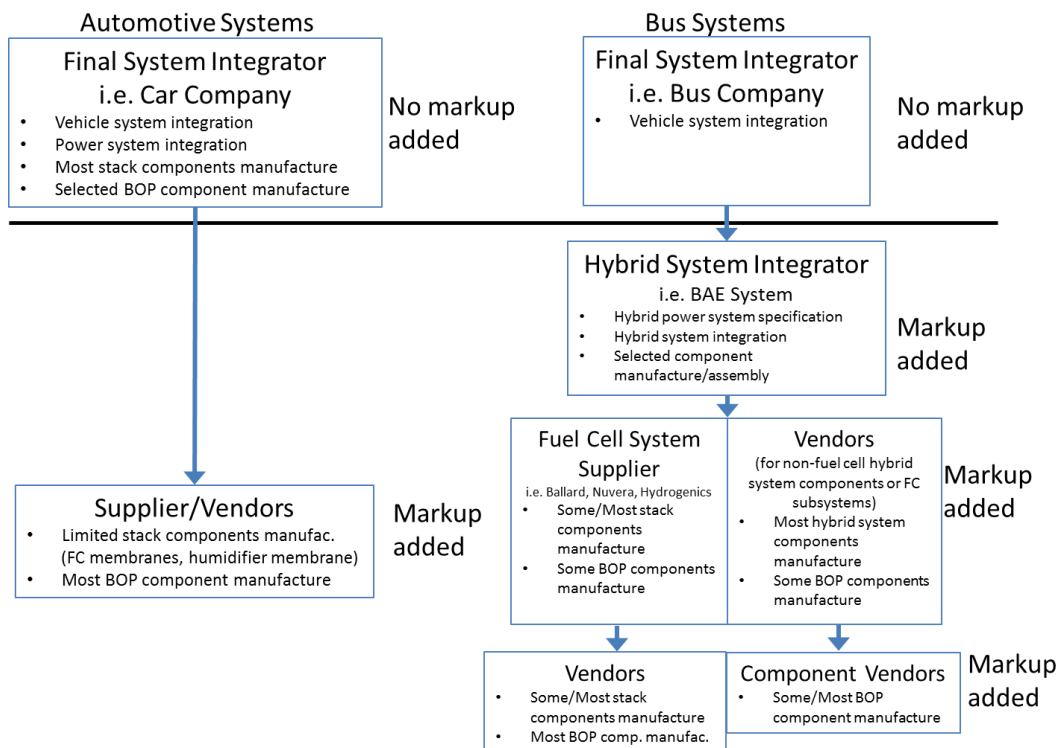 Automotive Systems
Final System Integrator
i.e. Car Company
• Vehicle system integration
• Power system integration
• Most stack components manufacture
• Selected BOP component manufacture
No markup
added
Bus Systems
Final System Integrator
i.e. Bus Company
• Vehicle system integration
No markup
added
Hybrid System Integrator
i.e. BAE System
• Hybrid power system specification
• Hybrid system integration
• Selected component
manufacture/assembly
Markup
added
Supplier/Vendors
• Limited stack components manufac.
(FC membranes, humidifier membrane)
• Most BOP component manufacture
Markup
added
Fuel Cell System
Supplier
i.e. Ballard, Nuvera, Hydrogenics
• Some/Most stack
components
manufacture
• Some BOP components
manufacture
Vendors
(for non-fuel cell hybrid
system components or FC
subsystems)
• Most hybrid system
components
manufacture
• Some BOP components
manufacture
Markup
added
Vendors
• Some/Most stack
components manufacture
• Most BOP comp. manufac.
Component Vendors
• Some/Most BOP
component manufacture
Markup
added